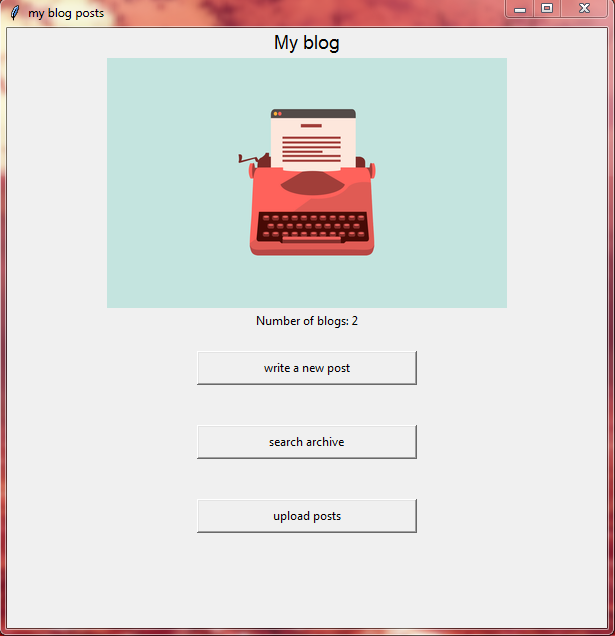 my blog posts
My blog
Number of blogs: 2
write a new post
search archive
upload posts